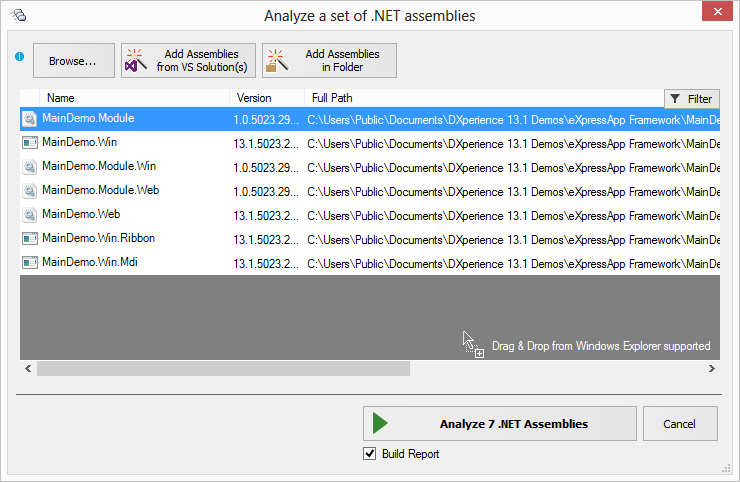 Analyze a set of .NET assemblies
Browse...
Add Assemblies
from VS Solution(s)
Add Assemblies
in Folder
Name Version Full Path Filter
MainDemo.Module 1.0.5023.29... C:\Users\Public\Documents\DXperience 13.1 Demos\eXpressApp Framework\MainDe
MainDemo.Win 13.1.5023.2... C:\Users\Public\Documents\DXperience 13.1 Demos\eXpressApp Framework\MainDe
MainDemo.Module.Win 1.0.5023.29... C:\Users\Public\Documents\DXperience 13.1 Demos\eXpressApp Framework\MainDe
MainDemo.Module.Web 1.0.5023.29... C:\Users\Public\Documents\DXperience 13.1 Demos\eXpressApp Framework\MainDe
MainDemo.Web 13.1.5023.2... C:\Users\Public\Documents\DXperience 13.1 Demos\eXpressApp Framework\MainDe
MainDemo.Win.Ribbon 13.1.5023.2... C:\Users\Public\Documents\DXperience 13.1 Demos\eXpressApp Framework\MainDe
MainDemo.Win.Mdi 13.1.5023.2... C:\Users\Public\Documents\DXperience 13.1 Demos\eXpressApp Framework\MainDe
Drag & Drop from Windows Explorer supported
Analyze 7 .NET Assemblies
Cancel
Build Report